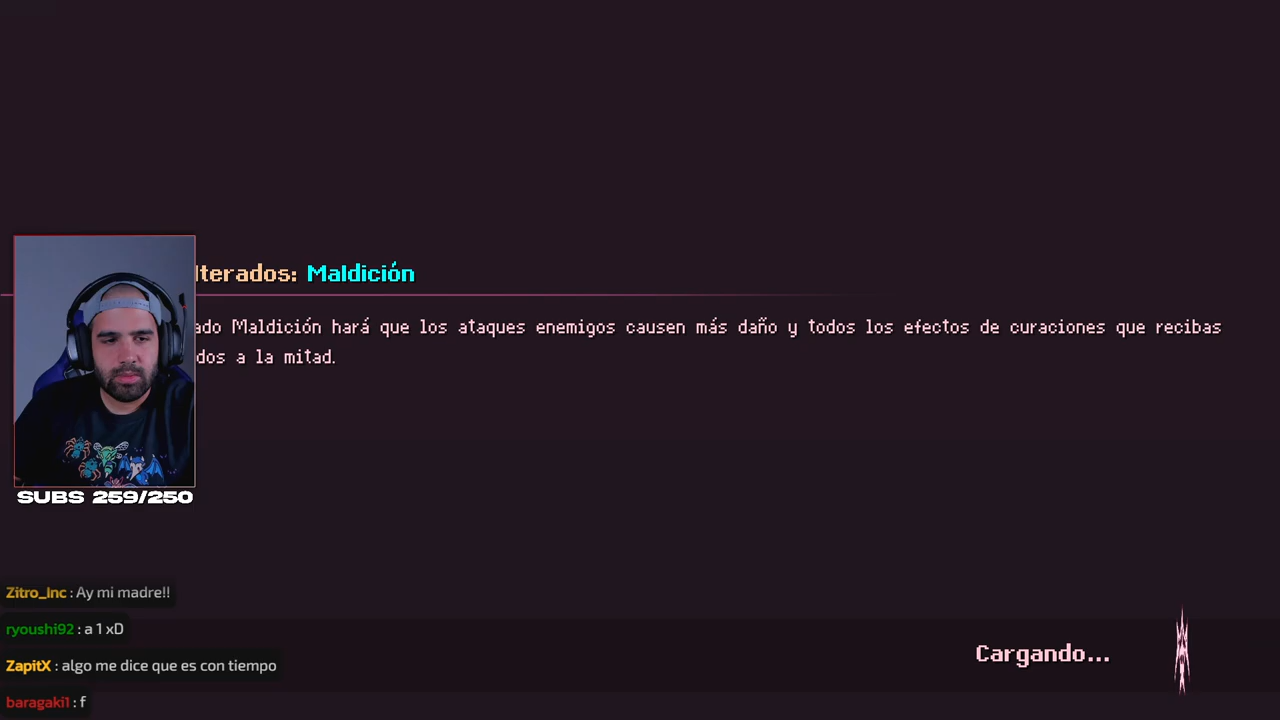 lterados: Maldición
ado Maldición hará que los ataques enemigos causen más daño y todos los efectos de curaciones que recibas
dos a la mitad.
SUBS 259/250
Zitro_Inc : Ay mi madre!!
ryoushi92 : a 1 xD
ZapitX : algo me dice que es con tiempo
baragaki1 : f
Cargando...